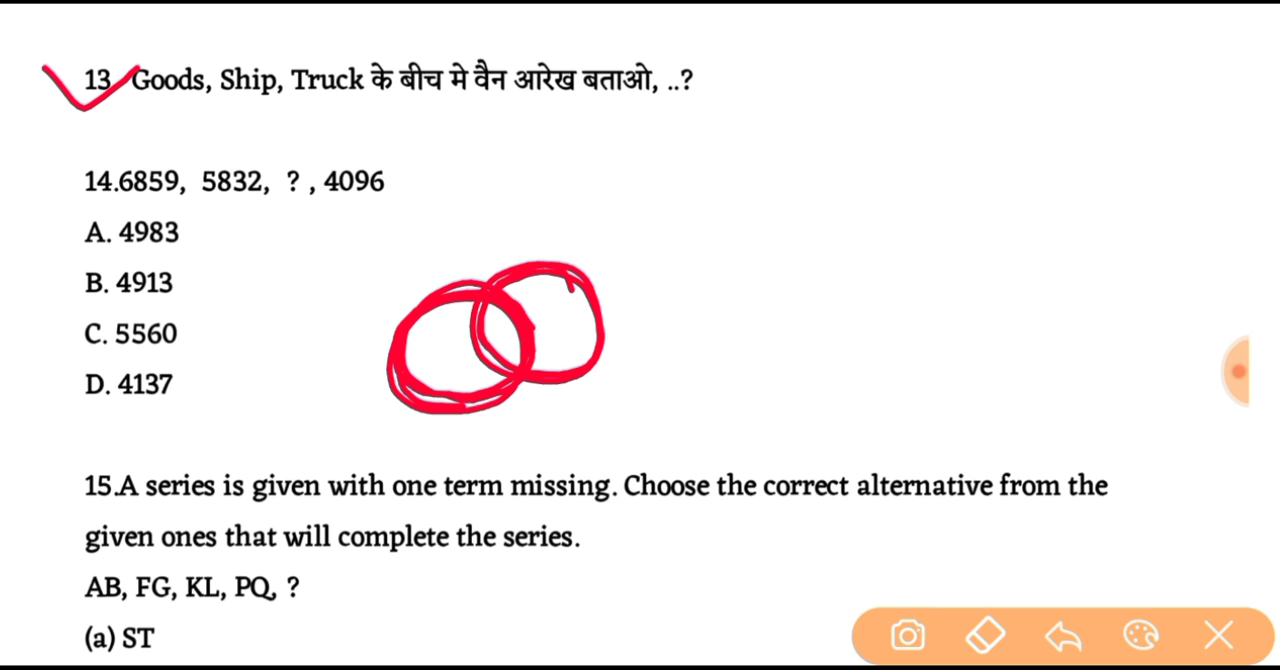 13. Goods, Ship, Truck के बीच मे वैन आरेख बताओ, ..?
14.6859, 5832, ? , 4096
A. 4983
B. 4913
C. 5560
D. 4137
15.A series is given with one term missing. Choose the correct alternative from the
given ones that will complete the series.
AB, FG, KL, PQ, ?
(a) ST